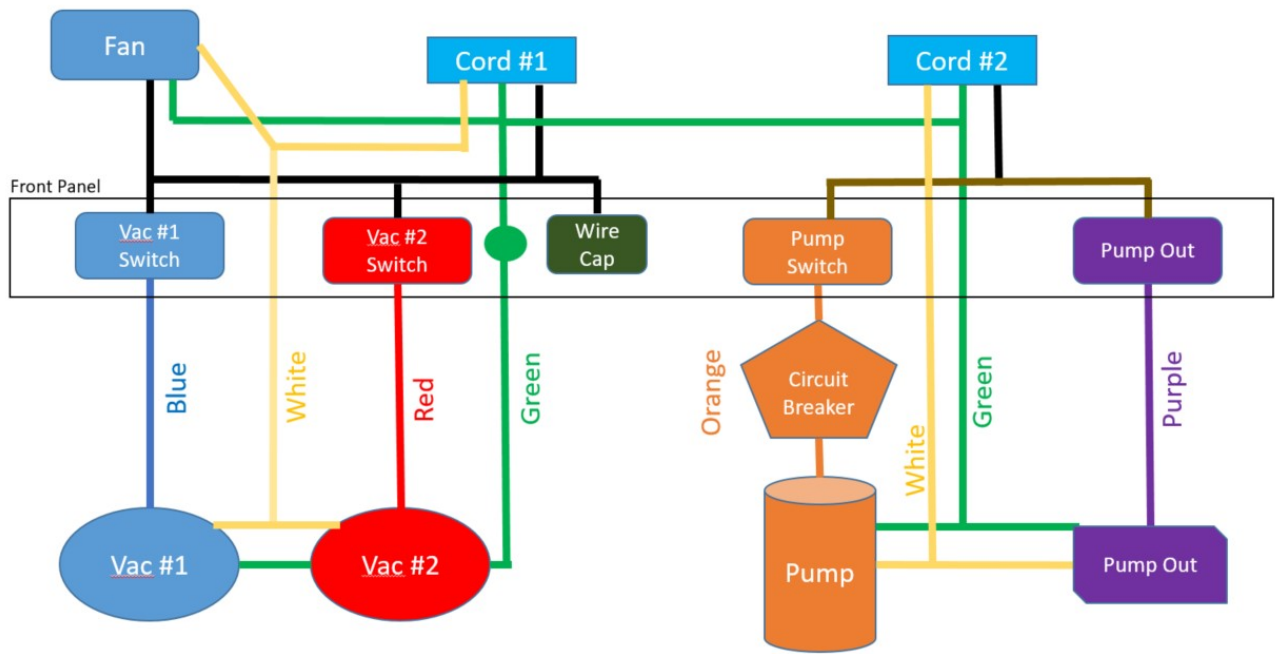 Fan
Cord #1
Cord #2
Front Panel
Vac #1
Switch
Vac #2
Switch
Wire
Cap
Pump
Switch
Pump Out
Blue
White
Red
Green
Orange
Circuit
Breaker
White
Green
Purple
Vac #1
Vac #2
Pump
Pump Out